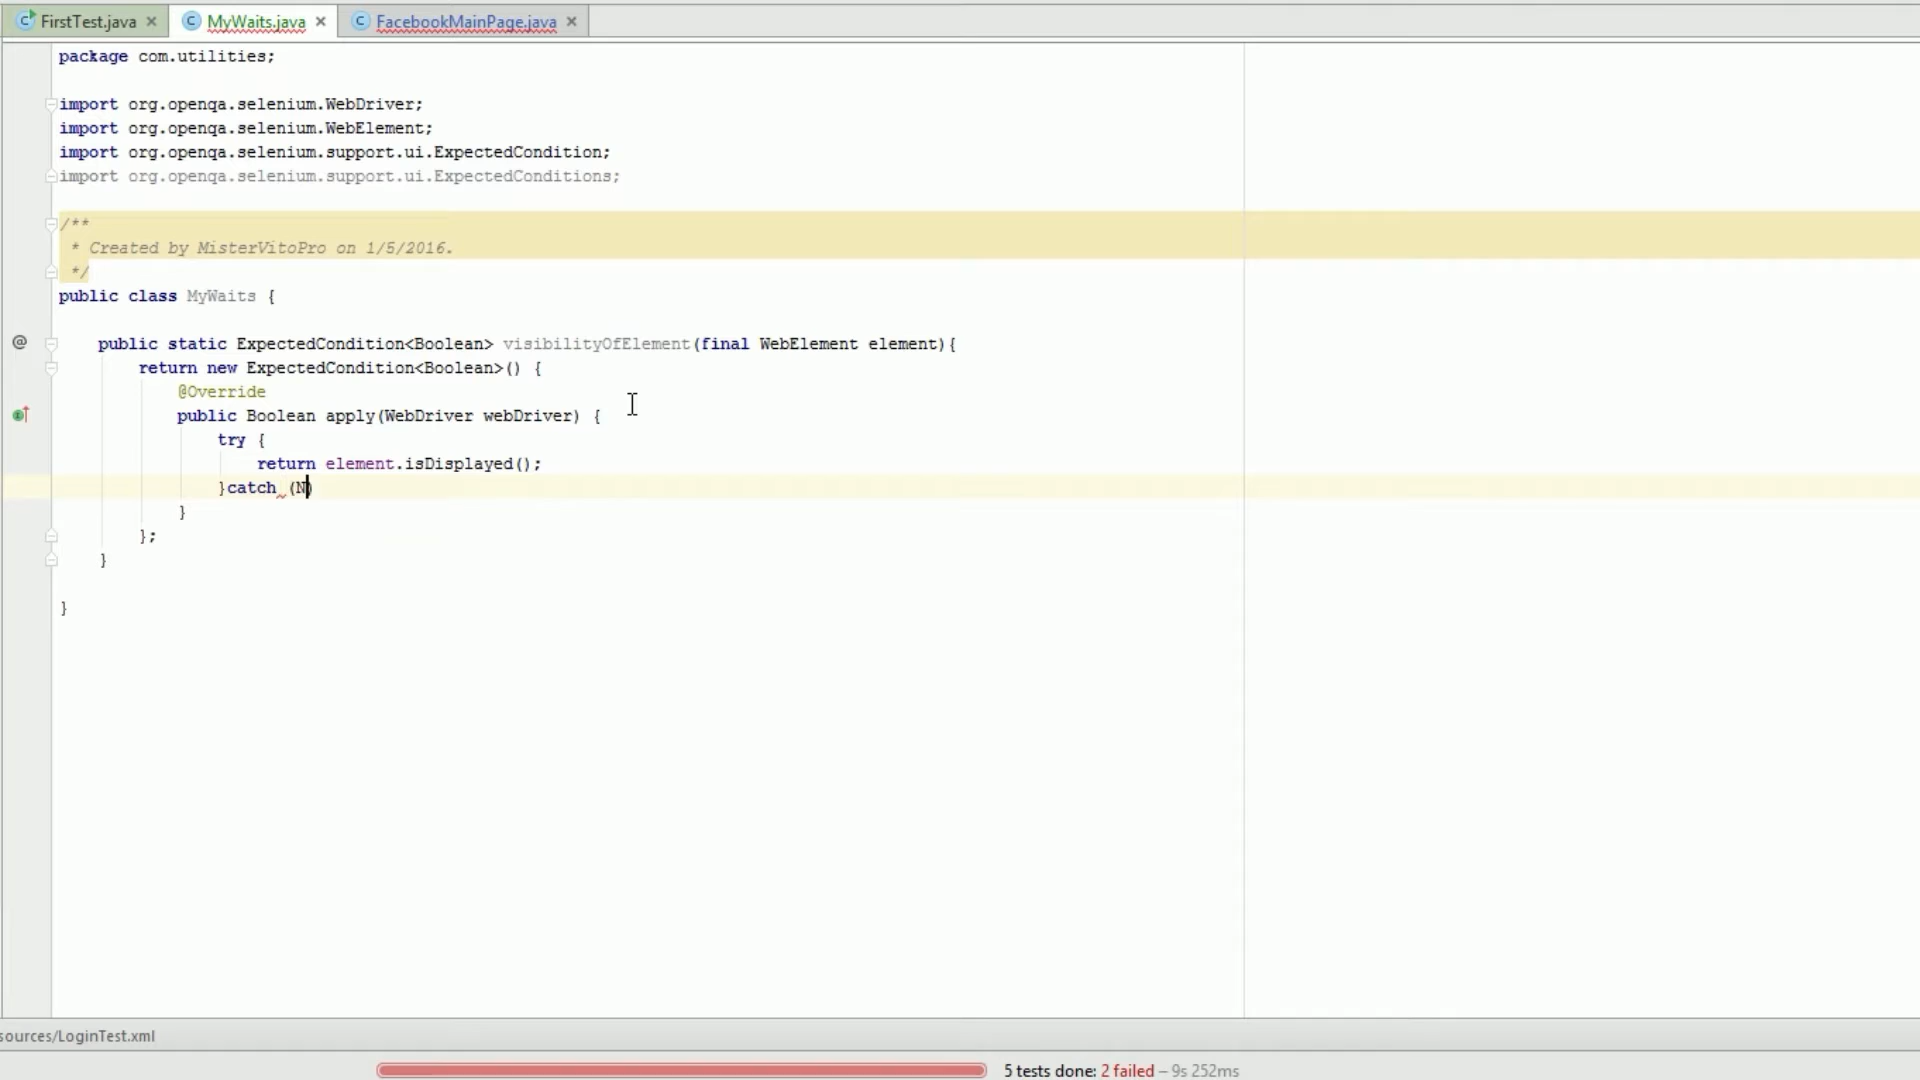 FirstTest.java
MyWaits.java
FacebookMainPage.java
package com.utilities;
import org.openqa.selenium.WebDriver;
import org.openqa.selenium.WebElement;
import org.openqa.selenium.support.ui.ExpectedCondition;
import org.openqa.selenium.support.ui.ExpectedConditions;
/**
 * Created by MisterVitoPro on 1/5/2016.
 */
public class MyWaits {
    public static ExpectedCondition<Boolean> visibilityOfElement(final WebElement element){
        return new ExpectedCondition<Boolean>() {
            @Override
            public Boolean apply(WebDriver webDriver) {
                try {
                    return element.isDisplayed();
                }catch (N)
            }
        };
    }
}
sources/LoginTest.xml
5 tests done: 2 failed – 9s 252ms